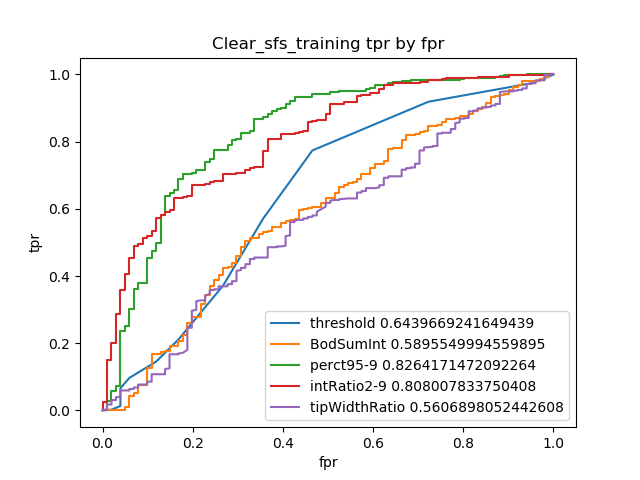 Clear_sfs_training tpr by fpr
tpr
1.0
0.8
0.6
0.4
0.2
0.0
threshold 0.6439669241649439
BodSumInt 0.5895549994559895
perct95-9 0.8264171472092264
intRatio2-9 0.808007833750408
tipWidthRatio 0.5606898052442608
0.0 0.2 0.4 0.6 0.8 1.0
fpr